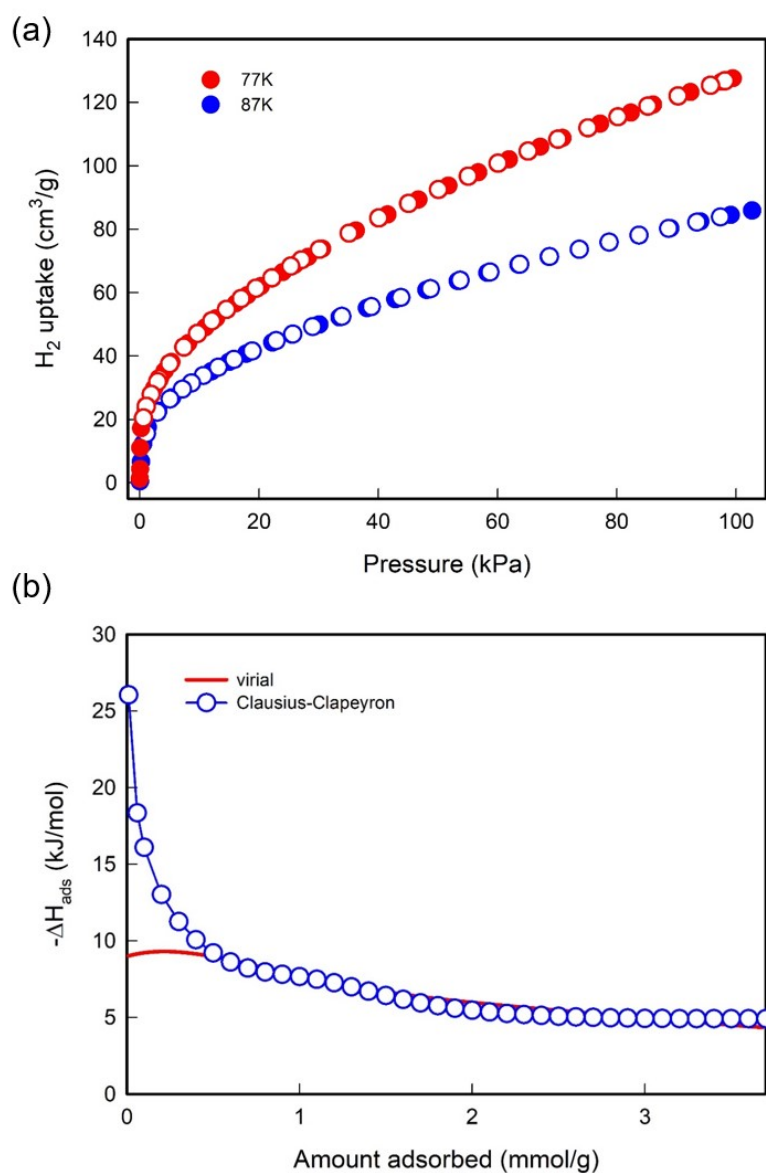 (a)
140
120
100
80
60
40
20
0
H₂ uptake (cm³/g)
77K
87K
0 20 40 60 80 100
Pressure (kPa)
(b)
30
25
20
15
10
5
0
-ΔH_ads (kJ/mol)
virial
Clausius-Clapeyron
0 1 2 3
Amount adsorbed (mmol/g)